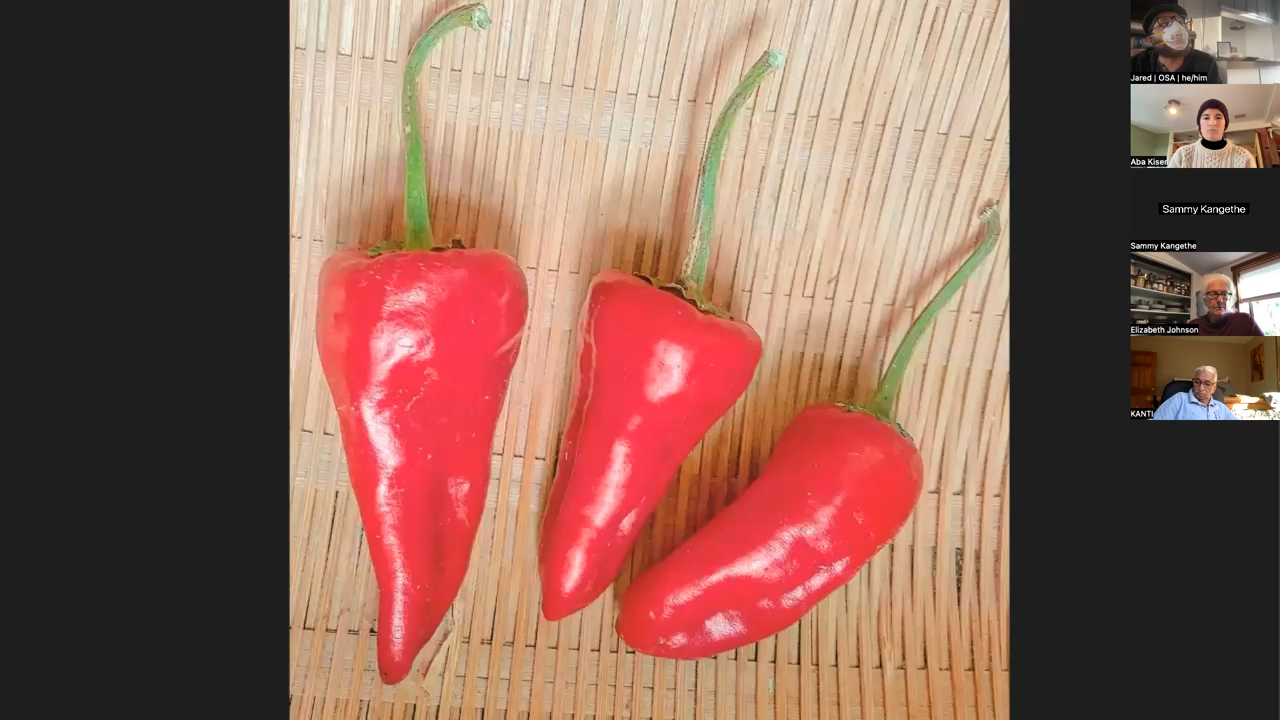 Jared | OSA | he/him
Aba Kiser
Sammy Kangethe
Sammy Kangethe
Elizabeth Johnson
KANTI